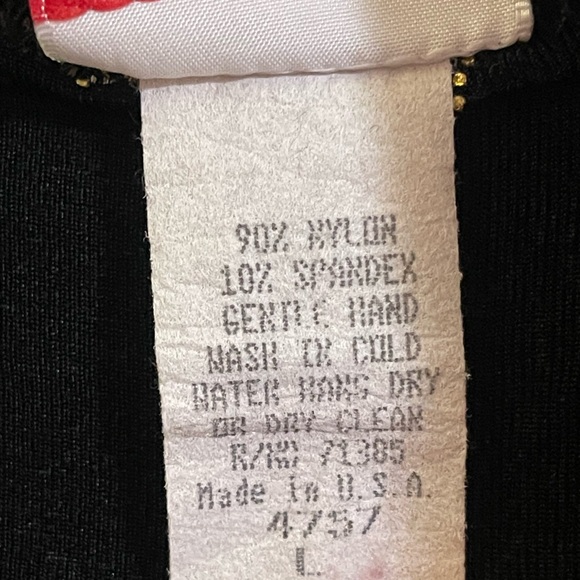 90% NYLON
10% SPANDEX
GENTLE HAND
WASH IN COLD
WATER HANG DRY
OR DRY CLEAN
R/ND 71385
Made in U.S.A.
4757
L